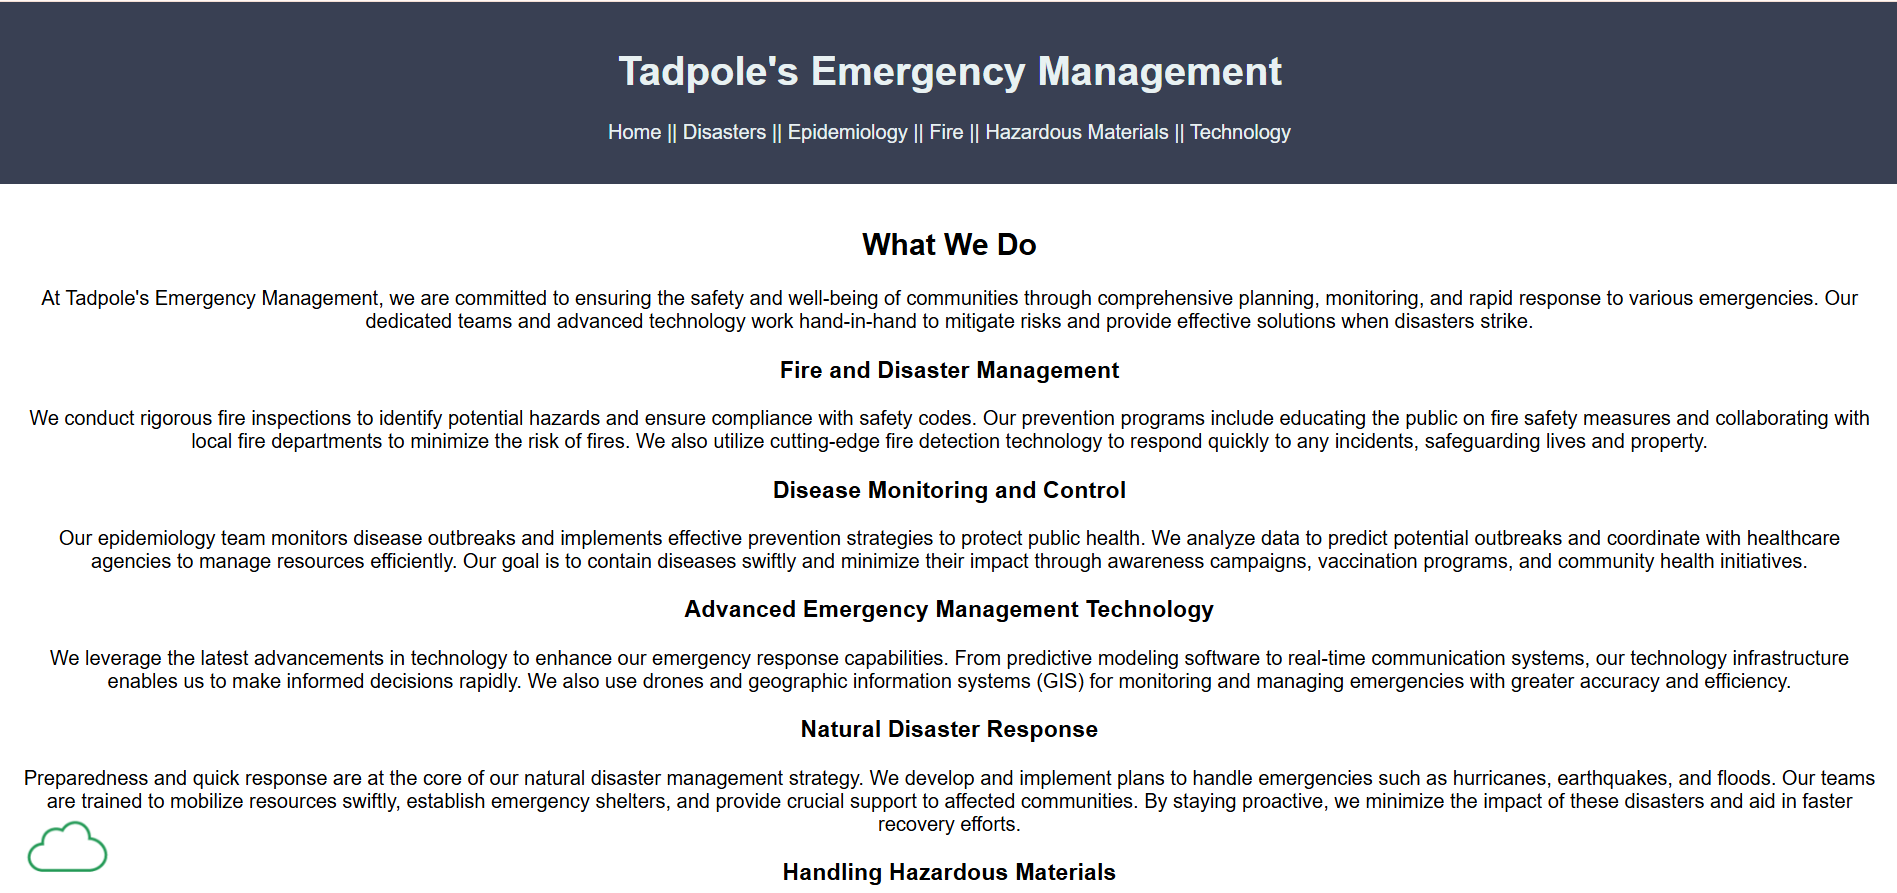 Tadpole's Emergency Management
Home || Disasters || Epidemiology || Fire || Hazardous Materials || Technology
What We Do
At Tadpole's Emergency Management, we are committed to ensuring the safety and well-being of communities through comprehensive planning, monitoring, and rapid response to various emergencies. Our
dedicated teams and advanced technology work hand-in-hand to mitigate risks and provide effective solutions when disasters strike.
Fire and Disaster Management
We conduct rigorous fire inspections to identify potential hazards and ensure compliance with safety codes. Our prevention programs include educating the public on fire safety measures and collaborating with
local fire departments to minimize the risk of fires. We also utilize cutting-edge fire detection technology to respond quickly to any incidents, safeguarding lives and property.
Disease Monitoring and Control
Our epidemiology team monitors disease outbreaks and implements effective prevention strategies to protect public health. We analyze data to predict potential outbreaks and coordinate with healthcare
agencies to manage resources efficiently. Our goal is to contain diseases swiftly and minimize their impact through awareness campaigns, vaccination programs, and community health initiatives.
Advanced Emergency Management Technology
We leverage the latest advancements in technology to enhance our emergency response capabilities. From predictive modeling software to real-time communication systems, our technology infrastructure
enables us to make informed decisions rapidly. We also use drones and geographic information systems (GIS) for monitoring and managing emergencies with greater accuracy and efficiency.
Natural Disaster Response
Preparedness and quick response are at the core of our natural disaster management strategy. We develop and implement plans to handle emergencies such as hurricanes, earthquakes, and floods. Our teams
are trained to mobilize resources swiftly, establish emergency shelters, and provide crucial support to affected communities. By staying proactive, we minimize the impact of these disasters and aid in faster
recovery efforts.
Handling Hazardous Materials